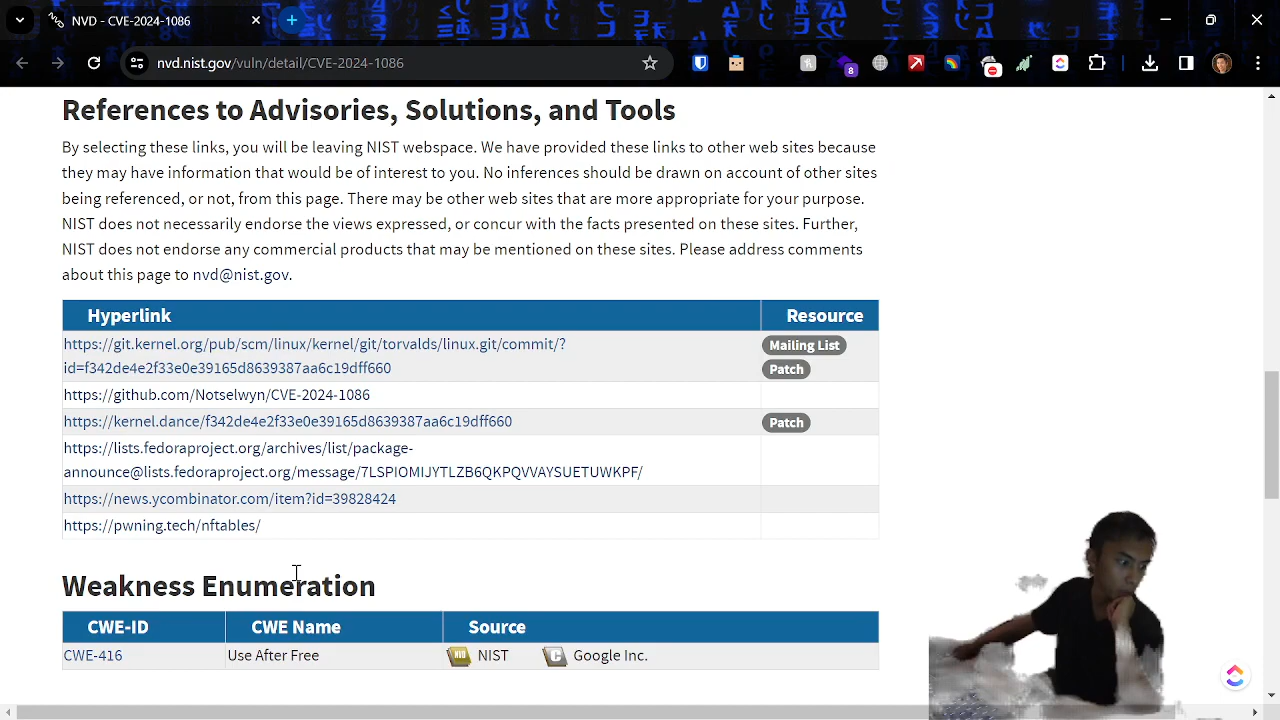 NVD - CVE-2024-1086
nvd.nist.gov/vuln/detail/CVE-2024-1086
8
References to Advisories, Solutions, and Tools
By selecting these links, you will be leaving NIST webspace. We have provided these links to other web sites because
they may have information that would be of interest to you. No inferences should be drawn on account of other sites
being referenced, or not, from this page. There may be other web sites that are more appropriate for your purpose.
NIST does not necessarily endorse the views expressed, or concur with the facts presented on these sites. Further,
NIST does not endorse any commercial products that may be mentioned on these sites. Please address comments
about this page to nvd@nist.gov.
Hyperlink Resource
https://git.kernel.org/pub/scm/linux/kernel/git/torvalds/linux.git/commit/? Mailing List
id=f342de4e2f33e0e39165d8639387aa6c19dff660 Patch
https://github.com/Notselwyn/CVE-2024-1086
https://kernel.dance/f342de4e2f33e0e39165d8639387aa6c19dff660 Patch
https://lists.fedoraproject.org/archives/list/package-
announce@lists.fedoraproject.org/message/7LSPIOMIJYTLZB6QKPQVVAYSUETUWKPF/
https://news.ycombinator.com/item?id=39828424
https://pwning.tech/nftables/
Weakness Enumeration
CWE-ID CWE Name Source
CWE-416 Use After Free NIST Google Inc.